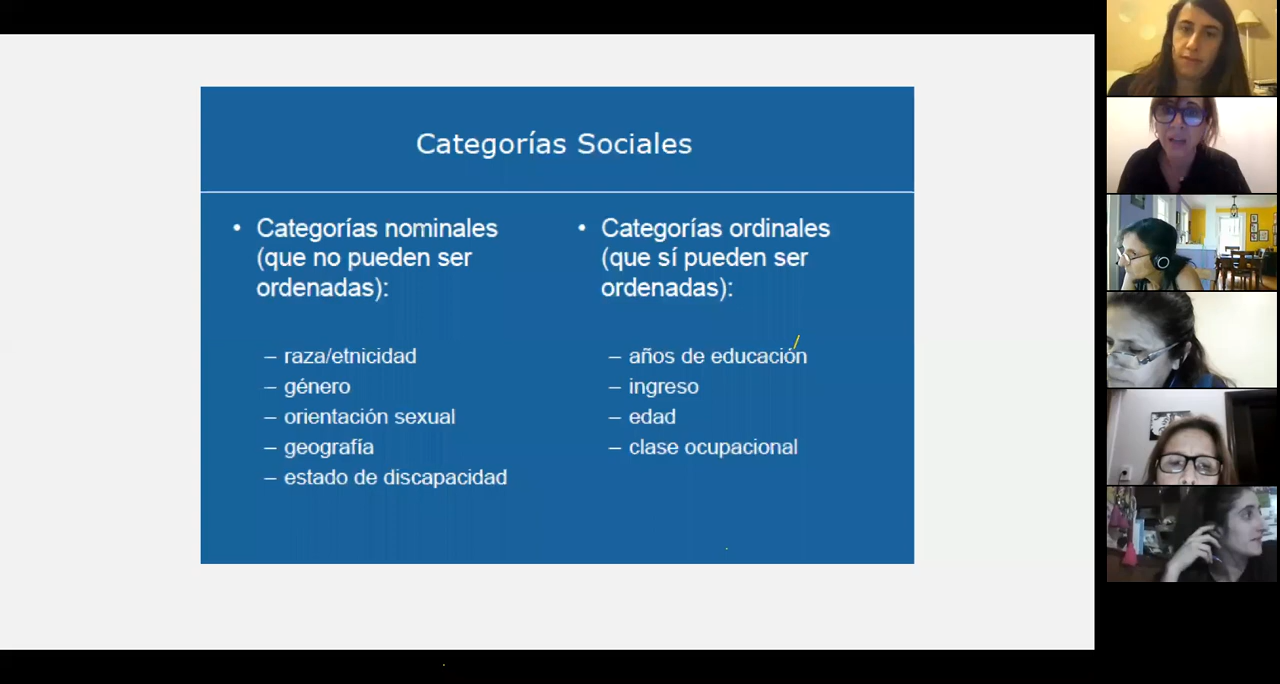 Categorías Sociales
• Categorías nominales
(que no pueden ser
ordenadas):
– raza/etnicidad
– género
– orientación sexual
– geografía
– estado de discapacidad
• Categorías ordinales
(que sí pueden ser
ordenadas):
– años de educación
– ingreso
– edad
– clase ocupacional